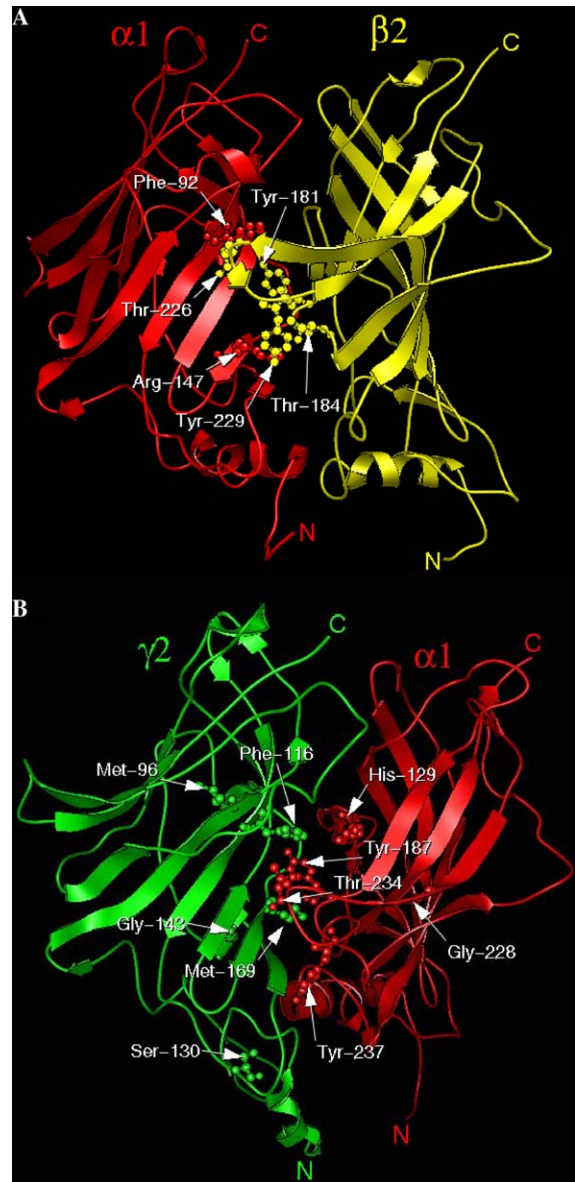 A
α1
β2
C
C
Phe-92
Tyr-181
Thr-226
Arg-147
Tyr-229
Thr-184
N
N
B
γ2
α1
C
C
Phe-116
Met-96
His-129
Tyr-187
Thr-234
Gly-143
Gly-228
Met-169
Ser-130
Tyr-237
N
N